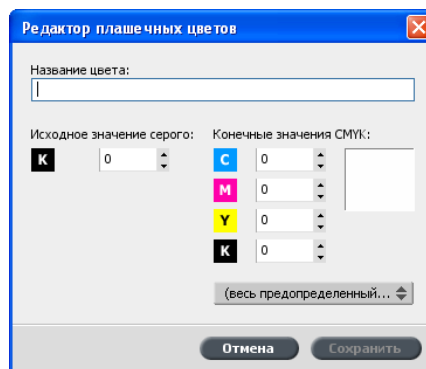 Редактор плашечных цветов
Название цвета:
Исходное значение серого:
K 0
Конечные значения CMYK:
C 0
M 0
Y 0
K 0
(весь предопределенный...
Отмена
Сохранить